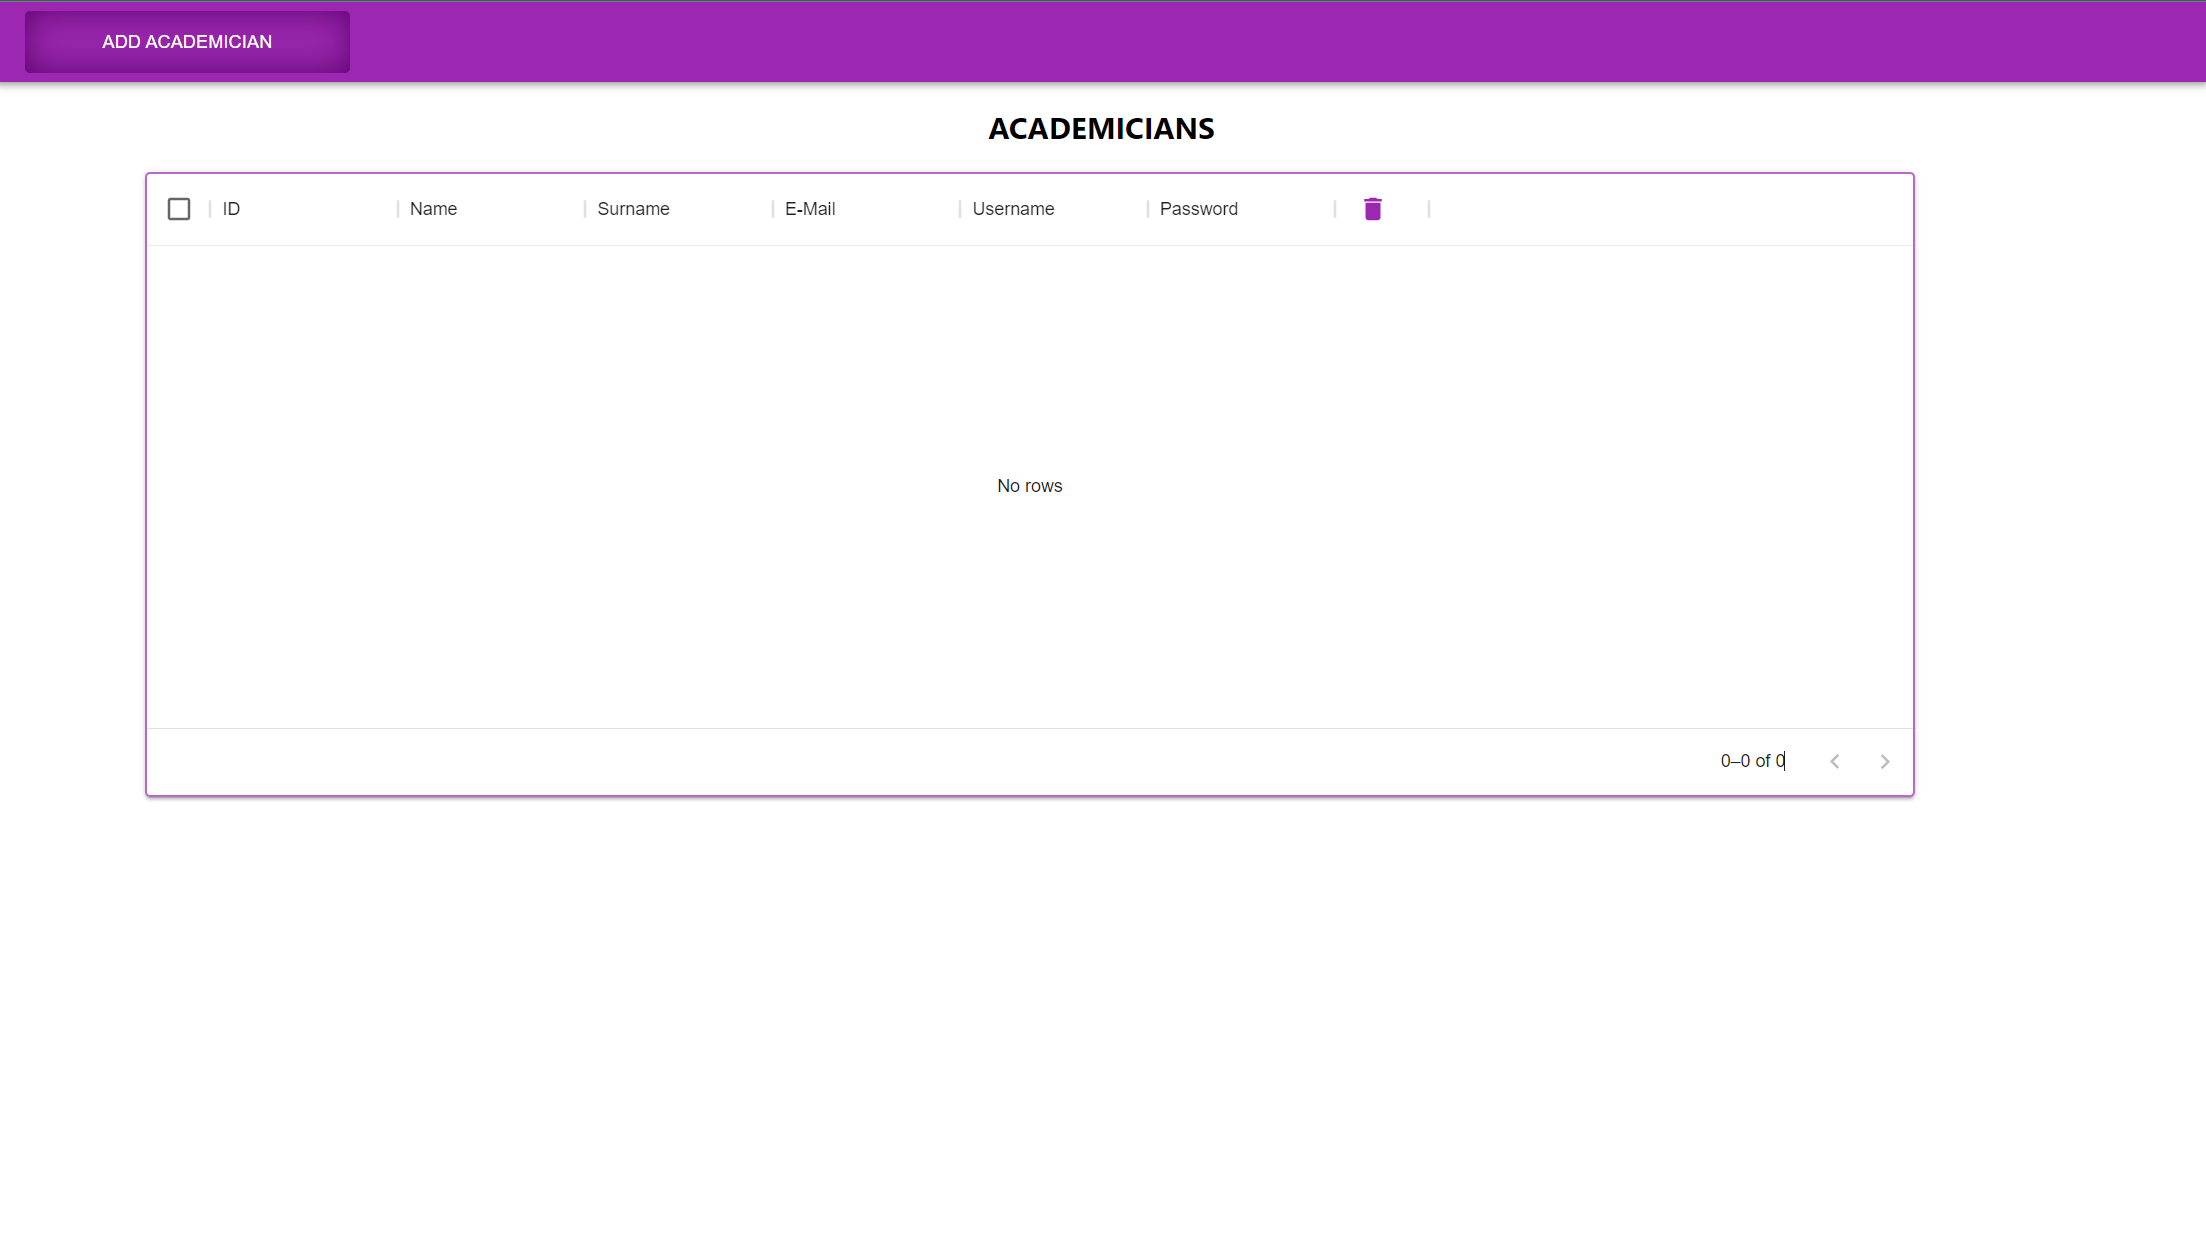 ADD ACADEMICIAN
ACADEMICIANS
ID Name Surname E-Mail Username Password
No rows
0–0 of 0